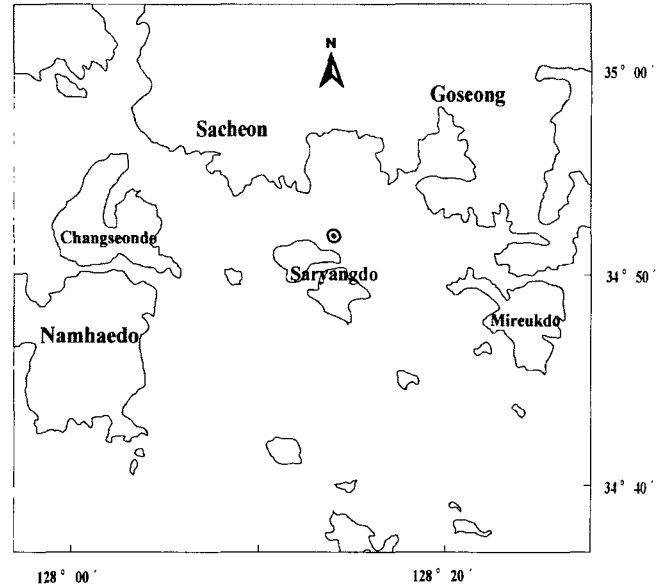 N
35° 00′
Goseong
Sacheon
Changseondo
Saryangdo
34° 50′
Namhaedo
Mireukdo
34° 40′
128° 00′
128° 20′